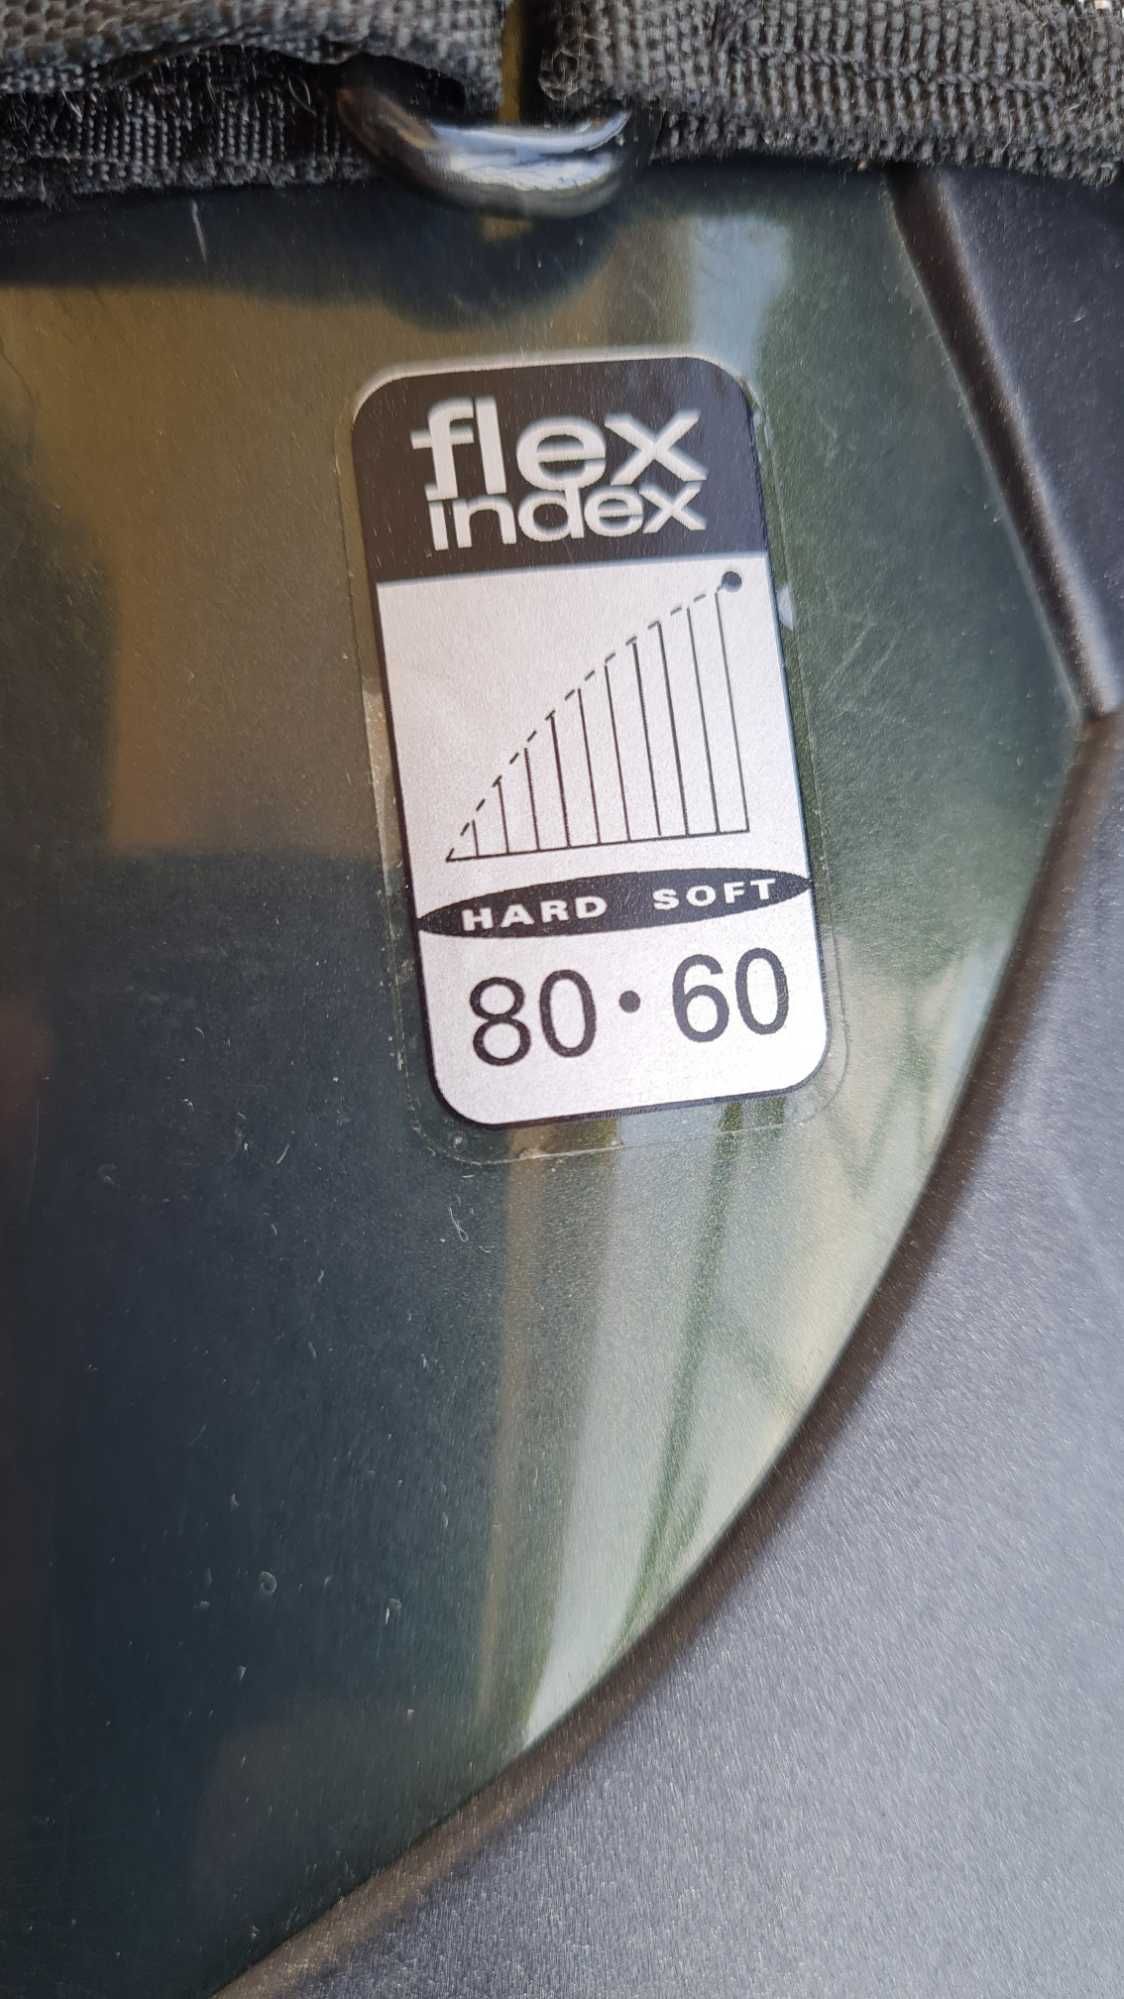 flex
index
HARD SOFT
80 · 60